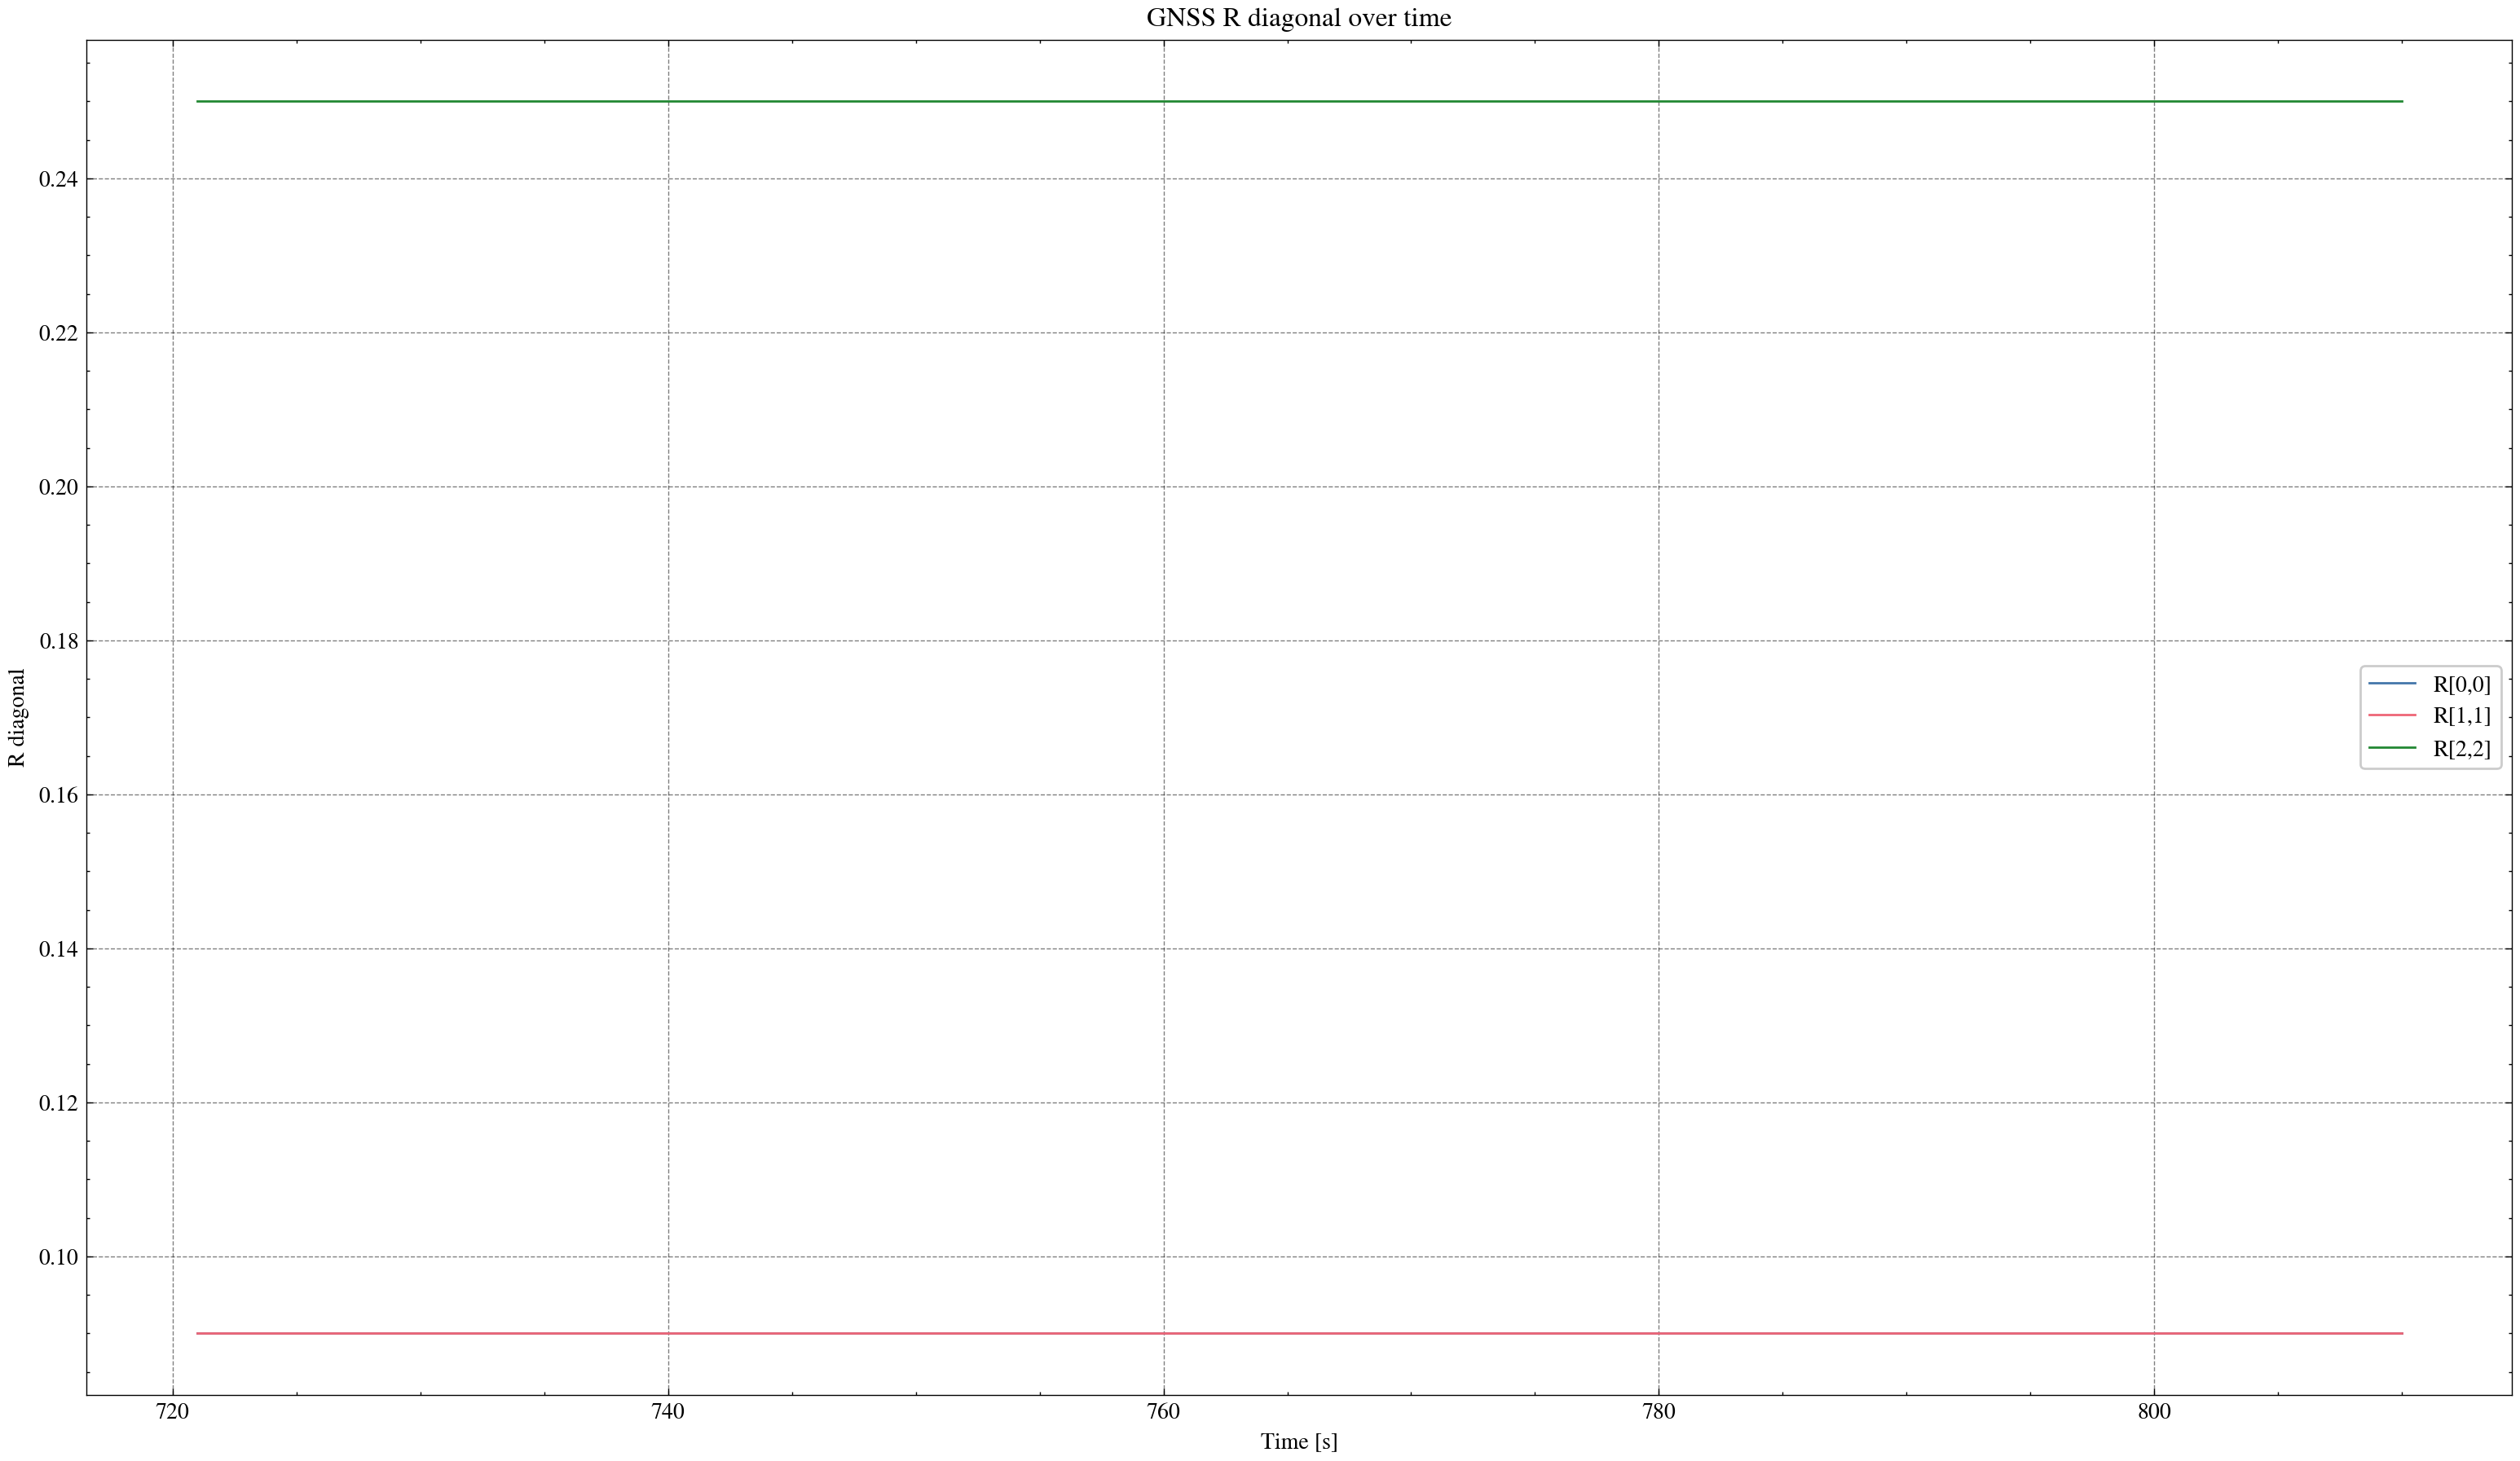 GNSS R diagonal over time
R diagonal
0.24
0.22
0.20
0.18
0.16
0.14
0.12
0.10
R[0,0]
R[1,1]
R[2,2]
720 740 760 780 800
Time [s]